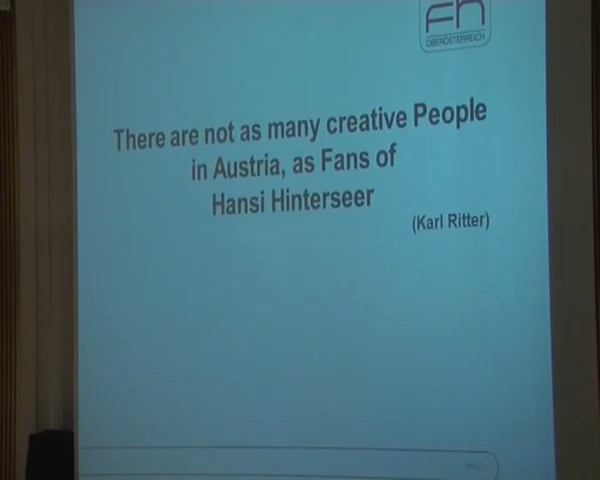 Fh
OBERÖSTERREICH
There are not as many creative People
in Austria, as Fans of
Hansi Hinterseer
(Karl Ritter)